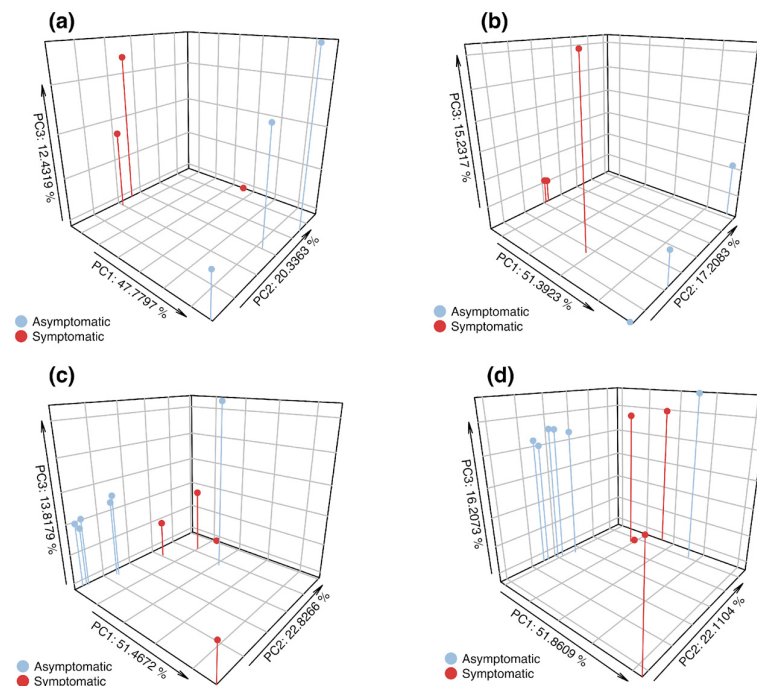 (a)
PC3: 12.4319 %
PC1: 47.7797 %
PC2: 20.3363 %
Asymptomatic
Symptomatic
(b)
PC3: 15.2317 %
PC1: 51.3923 %
PC2: 17.2083 %
Asymptomatic
Symptomatic
(c)
PC3: 13.8179 %
PC1: 51.4672 %
PC2: 22.8266 %
Asymptomatic
Symptomatic
(d)
PC3: 16.2073 %
PC1: 51.8609 %
PC2: 22.1104 %
Asymptomatic
Symptomatic